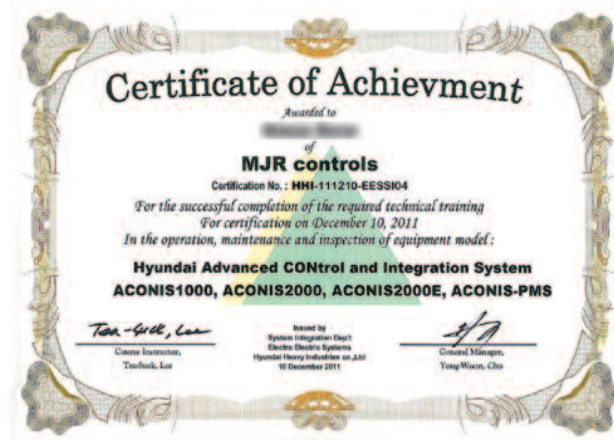 Certificate of Achievment
Awarded to
of
MJR controls
Certification No. : HHI-111210-EESSI04
For the successful completion of the required technical training
For certification on December 10, 2011
In the operation, maintenance and inspection of equipment model :
Hyundai Advanced CONtrol and Integration System
ACONIS1000, ACONIS2000, ACONIS2000E, ACONIS-PMS
Issued by
System Integration Dep't
Electro Electric Systems
Hyundai Heavy Industries co.,Ltd
10 December 2011
Course Instructor,
Tea-Suek, Lee
General Manager,
Yong-Woon, Cho